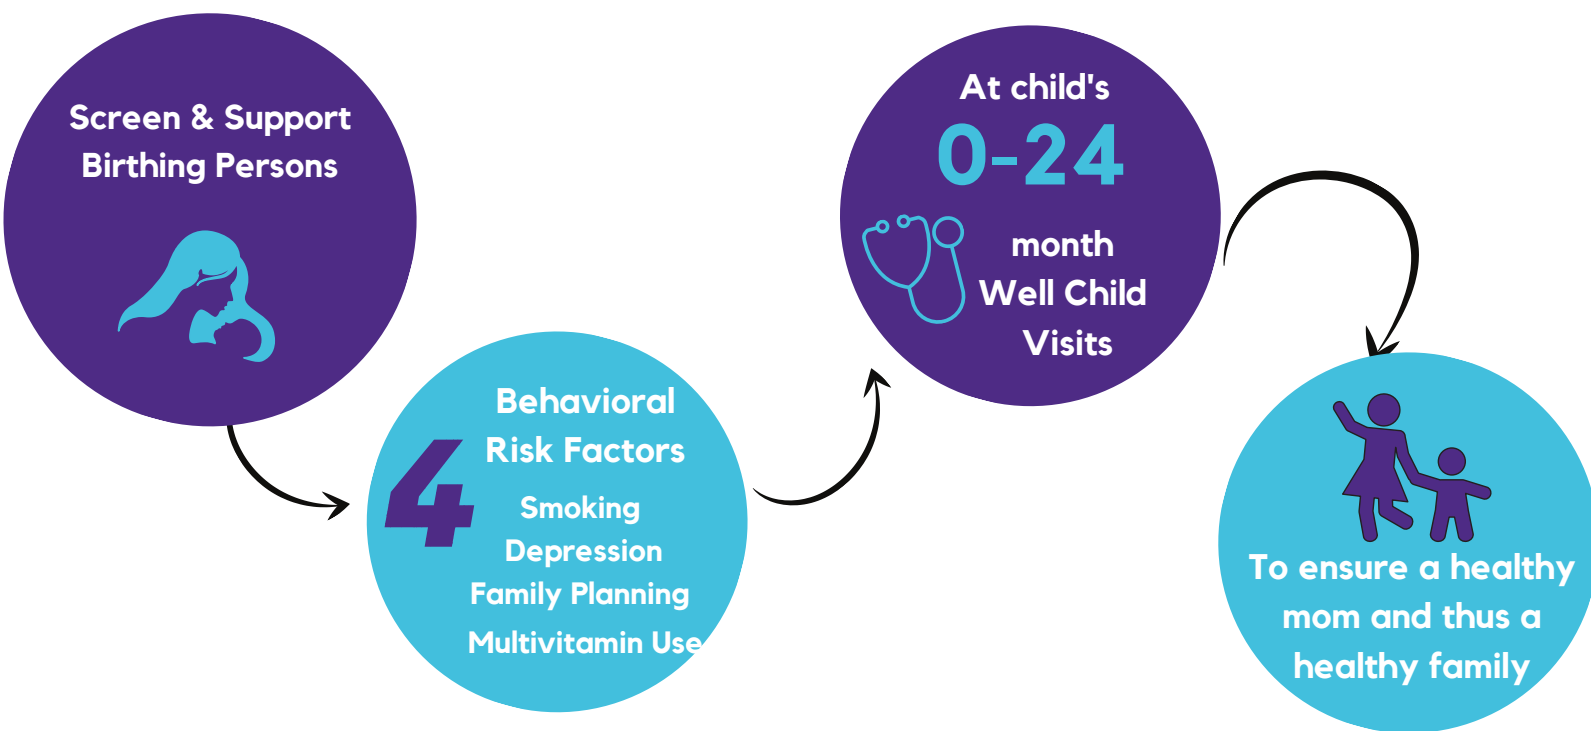 Screen & Support
Birthing Persons
4
Behavioral
Risk Factors
Smoking
Depression
Family Planning
Multivitamin Use
At child's
0-24
month
Well Child
Visits
To ensure a healthy
mom and thus a
healthy family